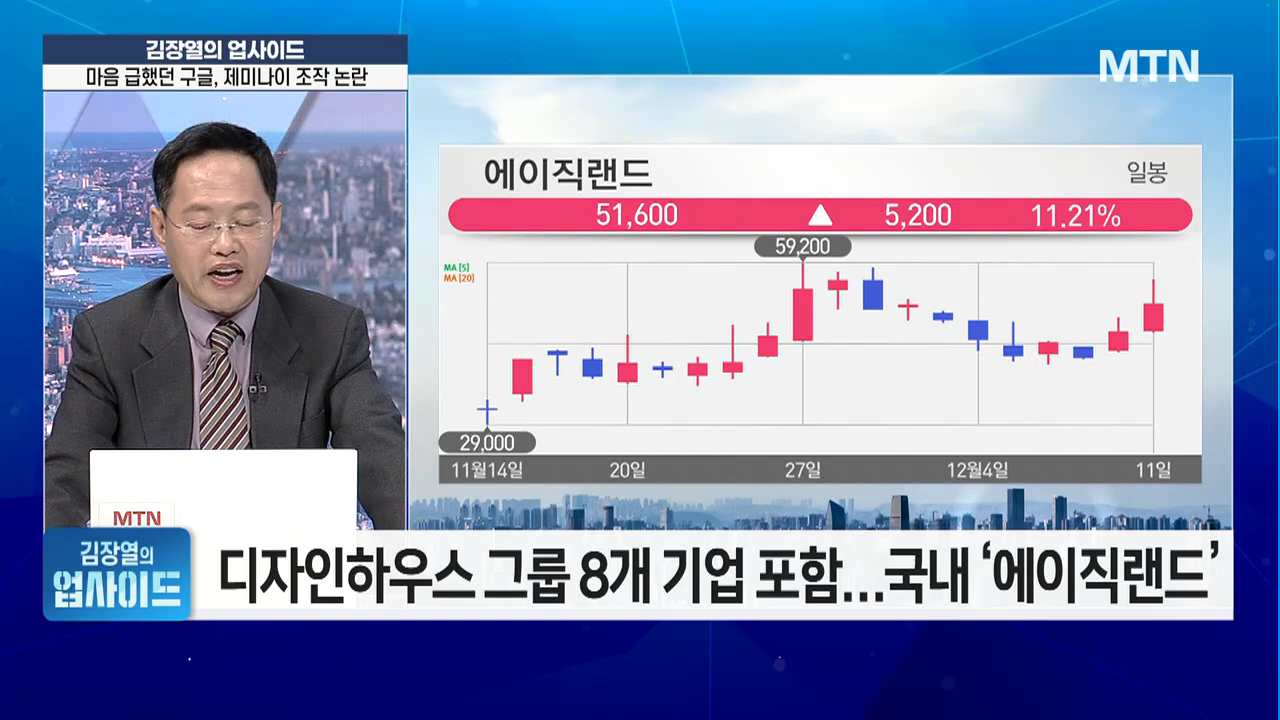 김장열의 업사이드
마음 급했던 구글, 제미나이 조작 논란
MTN
에이직랜드
일봉
51,600 ▲ 5,200 11.21%
59,200
MA [5]
MA [20]
29,000
11월14일 20일 27일 12월4일 11일
MTN
김장열의
업사이드
디자인하우스 그룹 8개 기업 포함...국내 ‘에이직랜드’